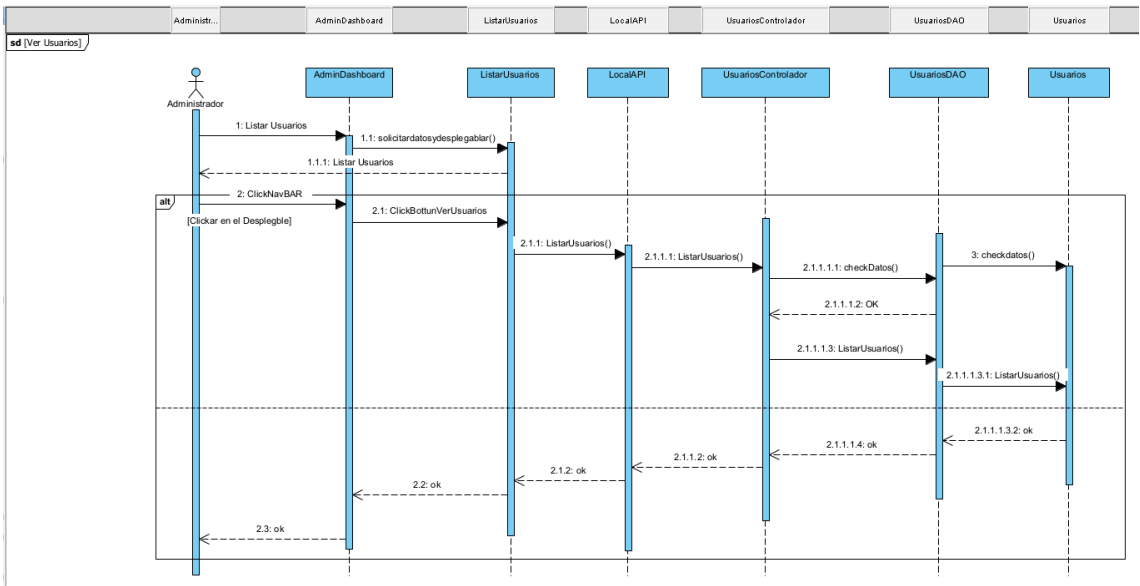 Administr...
AdminDashboard
ListarUsuarios
LocalAPI
UsuariosControlador
UsuariosDAO
Usuarios
sd [Ver Usuarios]
Administrador
AdminDashboard
ListarUsuarios
LocalAPI
UsuariosControlador
UsuariosDAO
Usuarios
1: Listar Usuarios
1.1: solicitardatosydesplegablar()
1.1.1: Listar Usuarios
alt
2: ClickNavBAR
[Clickar en el Desplegble]
2.1: ClickBottunVerUsuarios
2.1.1: ListarUsuarios()
2.1.1.1: ListarUsuarios()
2.1.1.1.1: checkDatos()
3: checkdatos()
2.1.1.1.2: OK
2.1.1.1.3: ListarUsuarios()
2.1.1.1.3.1: ListarUsuarios()
2.1.1.1.3.2: ok
2.1.1.1.4: ok
2.1.1.2: ok
2.1.2: ok
2.2: ok
2.3: ok